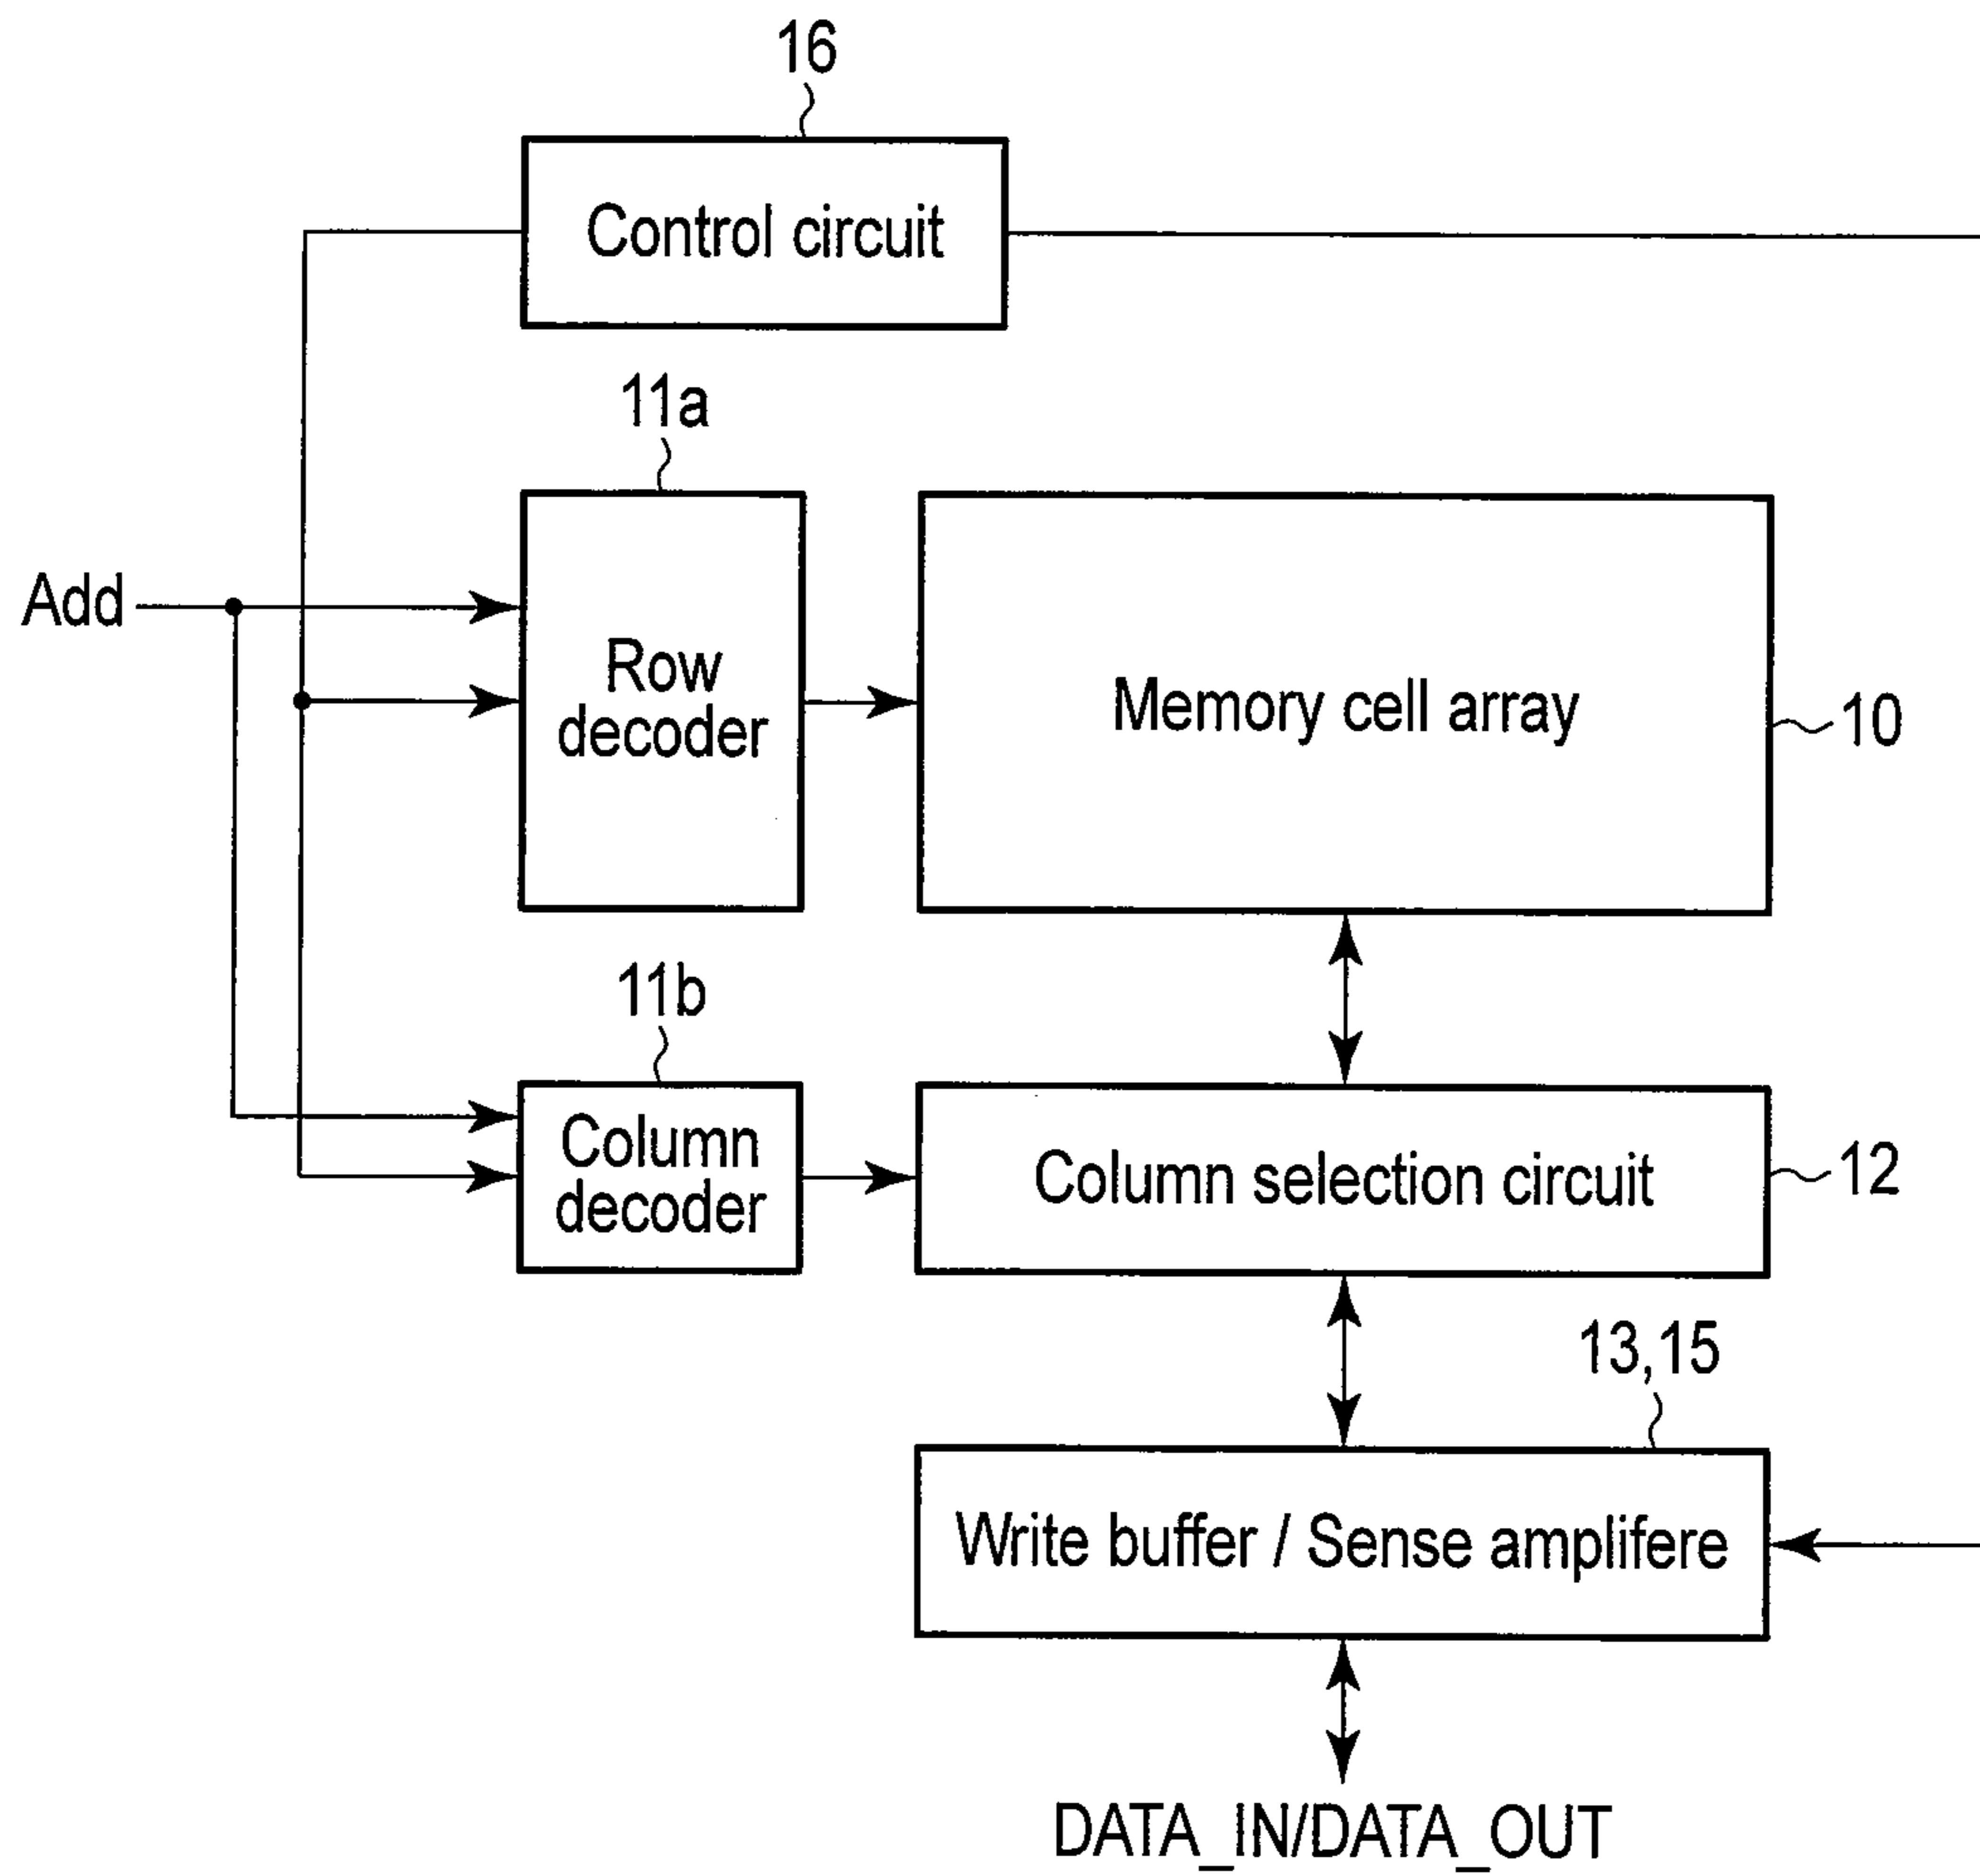 16
Control circuit
11a
Add
Row
decoder
Memory cell array
10
11b
Column
decoder
Column selection circuit
12
13,15
Write buffer / Sense amplifere
DATA_IN/DATA_OUT